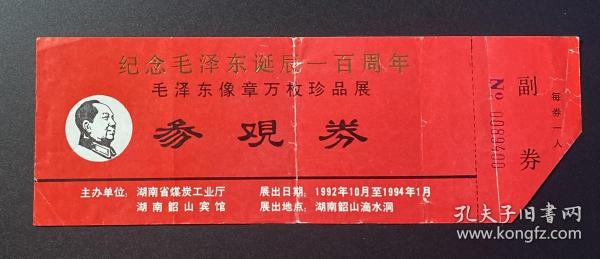 纪念毛泽东诞辰一百周年
毛泽东像章万枚珍品展
参观券
主办单位：湖南省煤炭工业厅
湖南韶山宾馆
展出日期：1992年10月至1994年1月
展出地点：湖南韶山滴水洞
副券
No 0089400
每券一人
孔夫子旧书网
www.kongfz.com